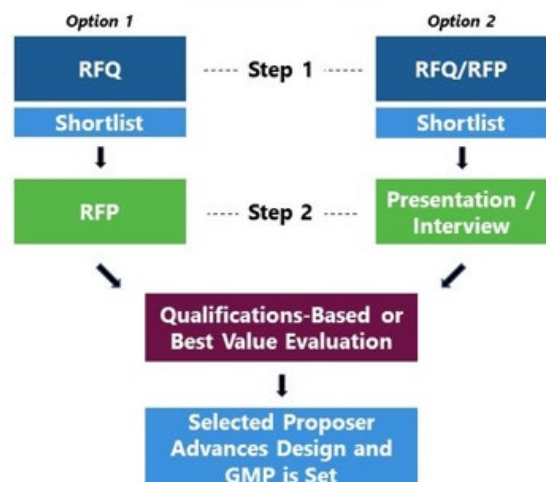 Option 1
Option 2
RFQ
Step 1
RFQ/RFP
Shortlist
Shortlist
RFP
Step 2
Presentation /
Interview
Qualifications-Based or
Best Value Evaluation
Selected Proposer
Advances Design and
GMP is Set